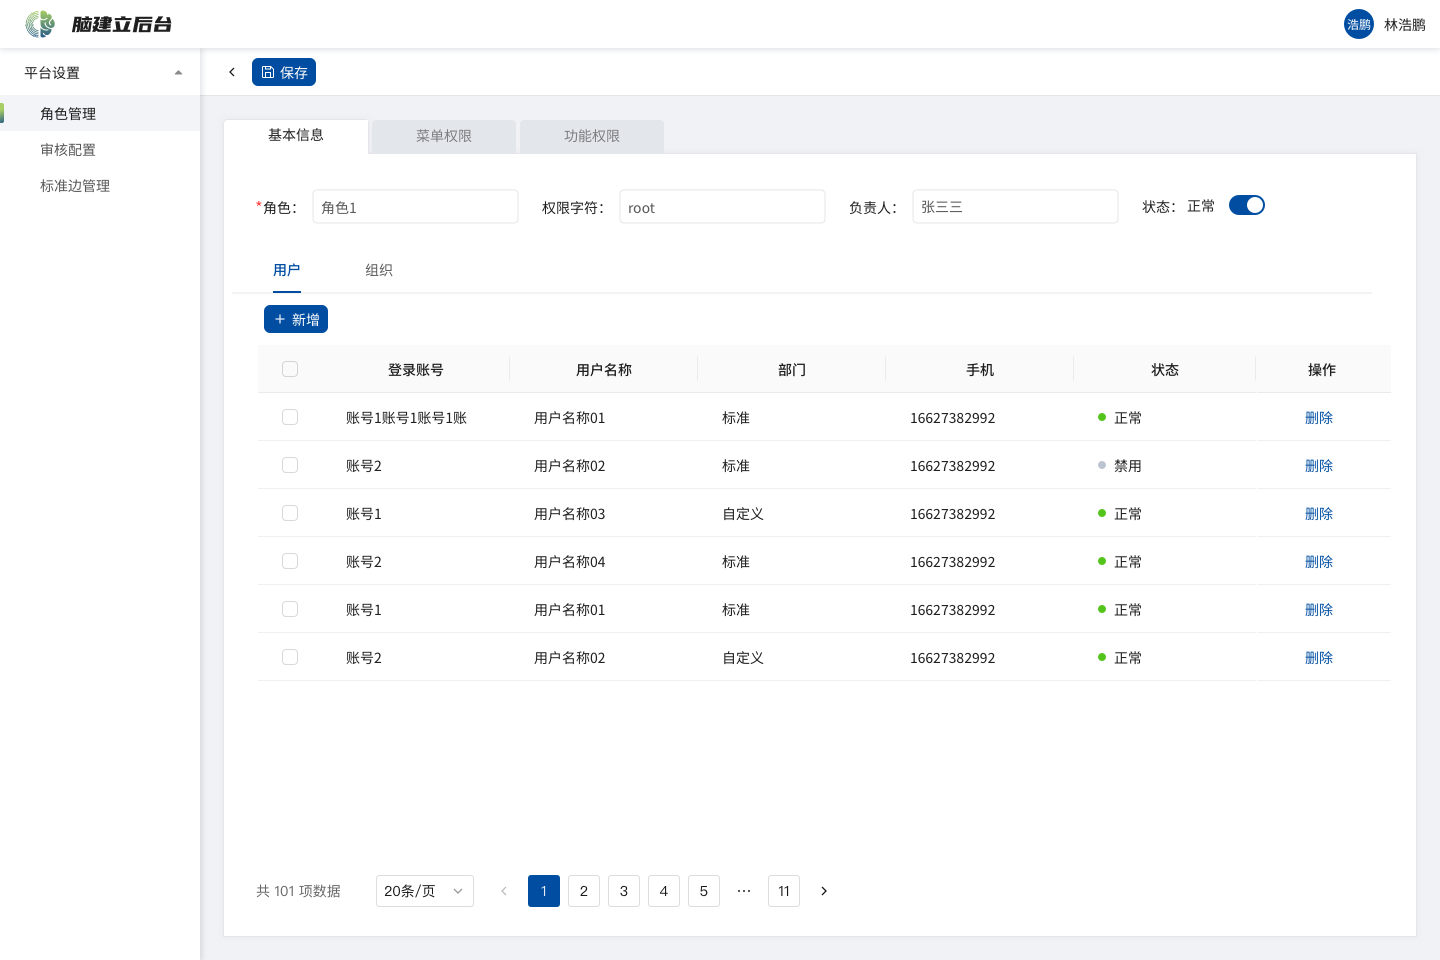 脑建立后台
浩鹏 林浩鹏
平台设置
角色管理
审核配置
标准边管理
保存
基本信息 菜单权限 功能权限
*角色： 角色1 权限字符： root 负责人： 张三三 状态： 正常
用户 组织
新增
登录账号 用户名称 部门 手机 状态 操作
账号1账号1账号1账 用户名称01 标准 16627382992 正常 删除
账号2 用户名称02 标准 16627382992 禁用 删除
账号1 用户名称03 自定义 16627382992 正常 删除
账号2 用户名称04 标准 16627382992 正常 删除
账号1 用户名称01 标准 16627382992 正常 删除
账号2 用户名称02 自定义 16627382992 正常 删除
共 101 项数据 20条/页 1 2 3 4 5 ··· 11